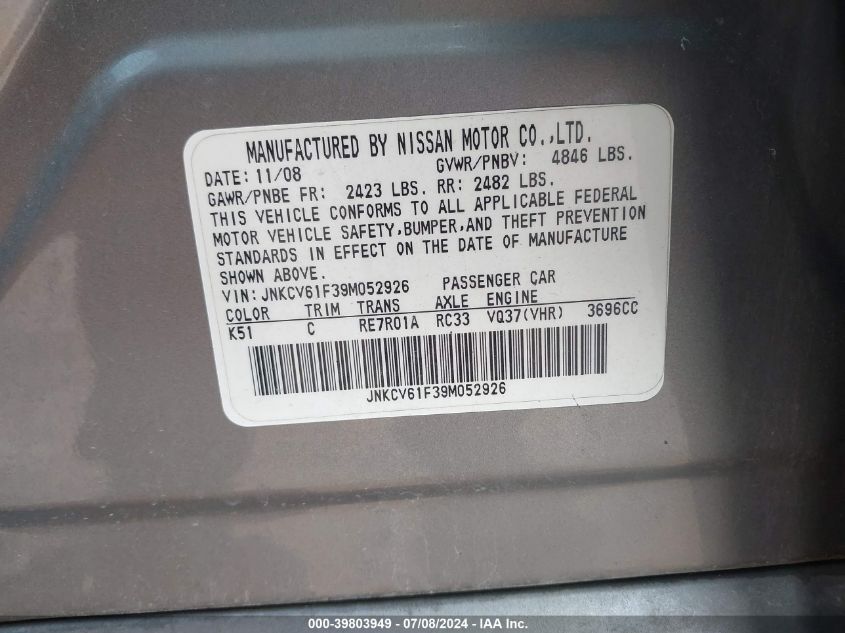 MANUFACTURED BY NISSAN MOTOR CO.,LTD.
DATE: 11/08 GVWR/PNBV: 4846 LBS.
GAWR/PNBE FR: 2423 LBS. RR: 2482 LBS.
THIS VEHICLE CONFORMS TO ALL APPLICABLE FEDERAL
MOTOR VEHICLE SAFETY,BUMPER,AND THEFT PREVENTION
STANDARDS IN EFFECT ON THE DATE OF MANUFACTURE
SHOWN ABOVE.
VIN: JNKCV61F39M052926 PASSENGER CAR
COLOR TRIM TRANS AXLE ENGINE
K51 C RE7R01A RC33 VQ37(VHR) 3696CC
JNKCV61F39M052926
000-39803949 - 07/08/2024 - IAA Inc.